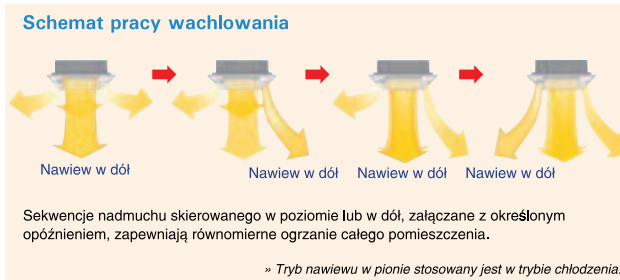 Schemat pracy wachlowania
Nawiew w dół
Nawiew w dół
Nawiew w dół
Nawiew w dół
Sekwencje nadmuchu skierowanego w poziomie lub w dół, załączane z określonym
opóźnieniem, zapewniają równomierne ogrzanie całego pomieszczenia.
» Tryb nawiewu w pionie stosowany jest w trybie chłodzenia.